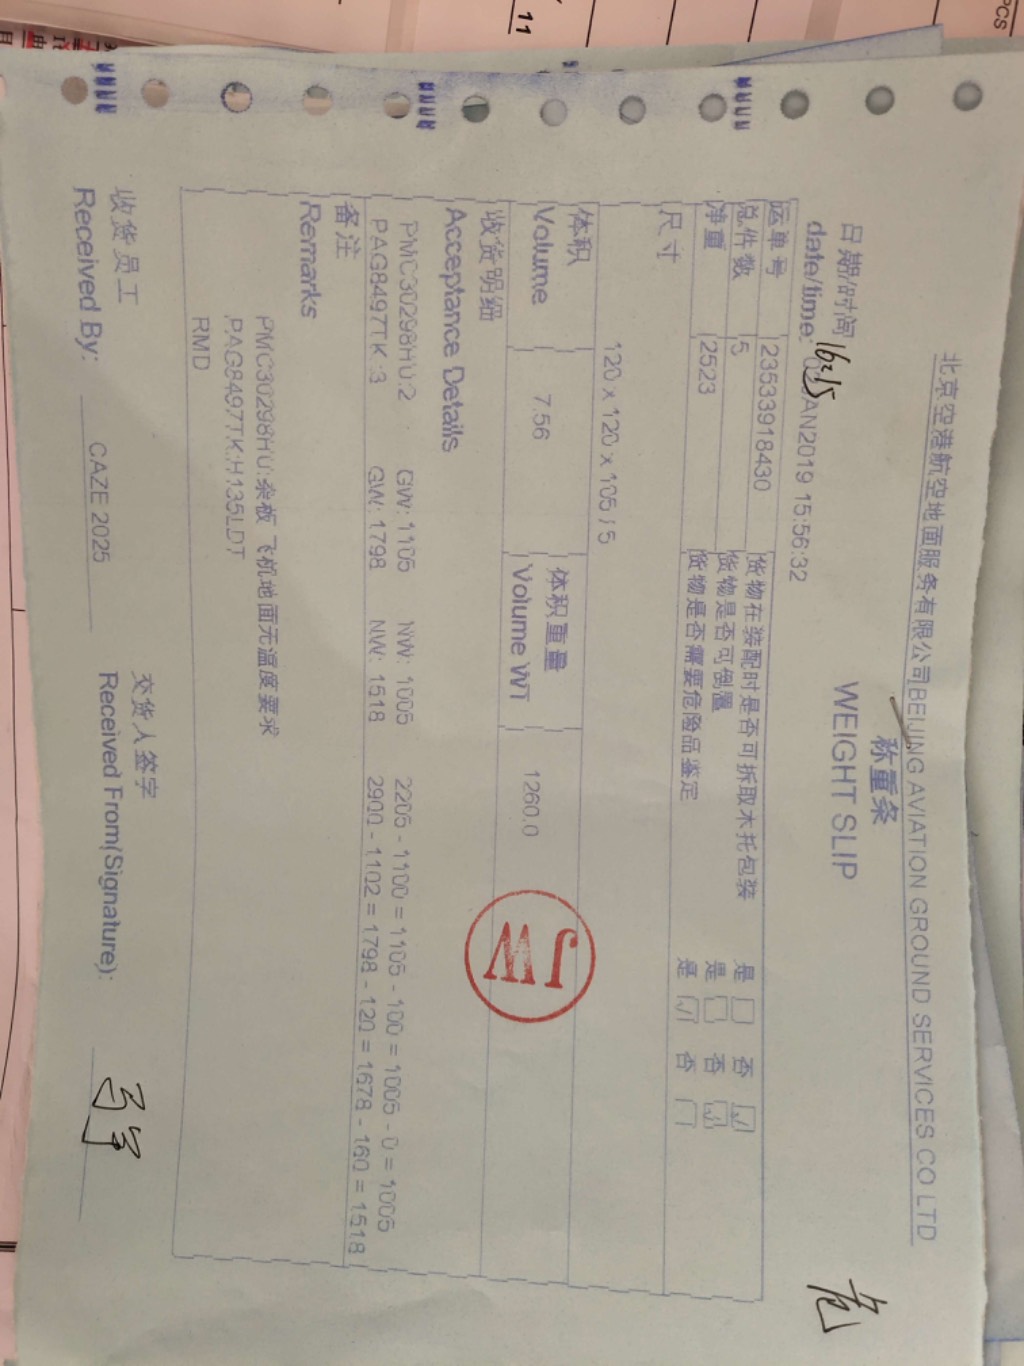 北京空港航空地面服务有限公司BEIJING AVIATION GROUND SERVICES CO LTD
称重条
WEIGHT SLIP
日期/时间
date/time: JAN2019 15:56:32
16:15
运单号 23533918430 货物在装配时是否可拆取木托包装 是 否 √
总件数 5 货物是否可倒置 是 否 √
净重 2523 货物是否需要危险品鉴定 是 √ 否
尺寸
120 x 120 x 105 / 5
体积 体积重量
Volume 7.56 Volume WT 1260.0
JW
收货明细
Acceptance Details
PMC30298HU:2 GW: 1105 NW: 1005 2205 - 1100 = 1105 - 100 = 1005 - 0 = 1005
PAG8497TK:3 GW: 1798 NW: 1518 2900 - 1102 = 1798 - 120 = 1678 - 160 = 1518
备注
Remarks
PMC30298HU:杂板 飞机地面无温度要求
PAG8497TK:H135LDT
RMD
收货员工 交货人签字
Received By: CAZE 2025 Received From(Signature):